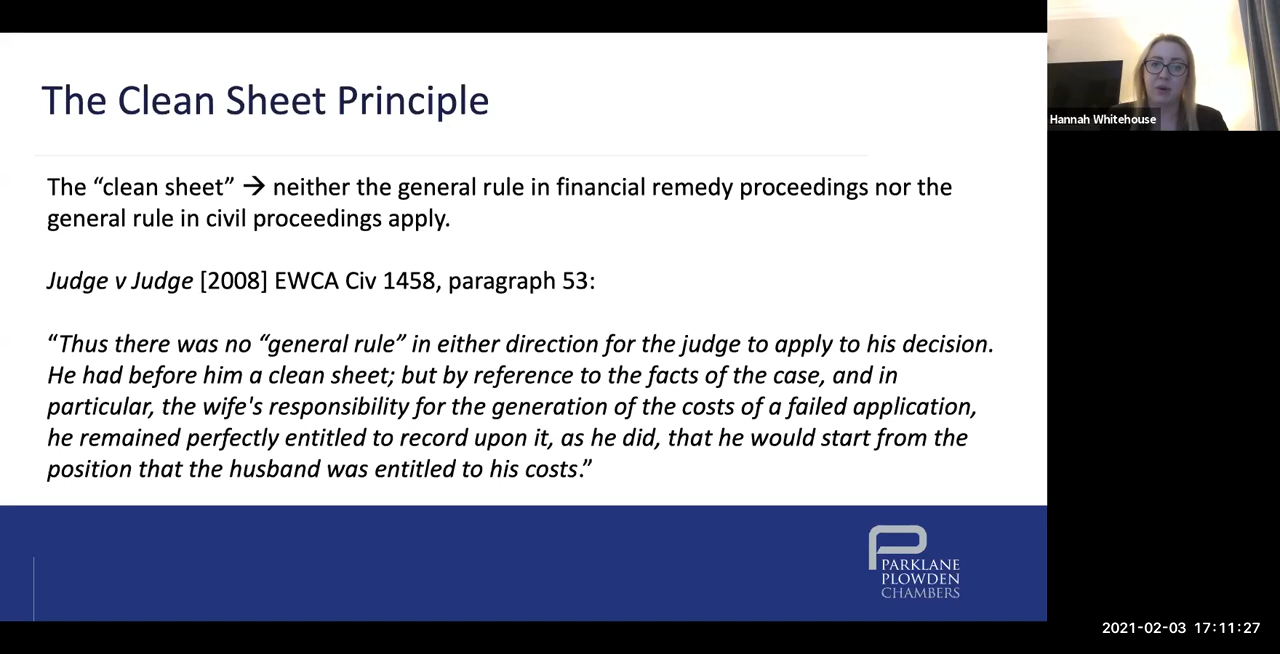 The Clean Sheet Principle
The “clean sheet” → neither the general rule in financial remedy proceedings nor the
general rule in civil proceedings apply.
Judge v Judge [2008] EWCA Civ 1458, paragraph 53:
“Thus there was no “general rule” in either direction for the judge to apply to his decision.
He had before him a clean sheet; but by reference to the facts of the case, and in
particular, the wife's responsibility for the generation of the costs of a failed application,
he remained perfectly entitled to record upon it, as he did, that he would start from the
position that the husband was entitled to his costs.”
PARKLANE
PLOWDEN
CHAMBERS
Hannah Whitehouse
2021-02-03 17:11:27